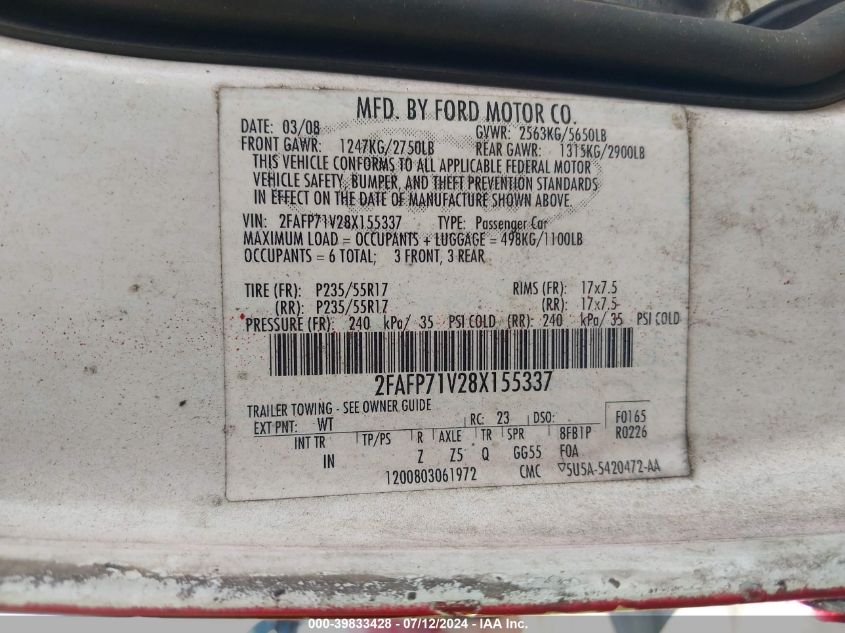 MFD. BY FORD MOTOR CO.
DATE: 03/08 GVWR: 2563KG/5650LB
FRONT GAWR: 1247KG/2750LB REAR GAWR: 1315KG/2900LB
THIS VEHICLE CONFORMS TO ALL APPLICABLE FEDERAL MOTOR
VEHICLE SAFETY, BUMPER, AND THEFT PREVENTION STANDARDS
IN EFFECT ON THE DATE OF MANUFACTURE SHOWN ABOVE.
VIN: 2FAFP71V28X155337 TYPE: Passenger Car
MAXIMUM LOAD = OCCUPANTS + LUGGAGE = 498KG/1100LB
OCCUPANTS = 6 TOTAL; 3 FRONT, 3 REAR
TIRE (FR): P235/55R17 RIMS (FR): 17x7.5
(RR): P235/55R17 (RR): 17x7.5
PRESSURE (FR): 240 kPa/ 35 PSI COLD (RR): 240 kPa/ 35 PSI COLD
2FAFP71V28X155337
TRAILER TOWING - SEE OWNER GUIDE
EXT PNT: WT RC: 23 DSO: F0165
INT TR TP/PS R AXLE TR SPR 8FB1P R0226
IN Z Z5 Q GG55 FOA
1200803061972 CMC ▽5U5A-5420472-AA
000-39833428 - 07/12/2024 - IAA Inc.